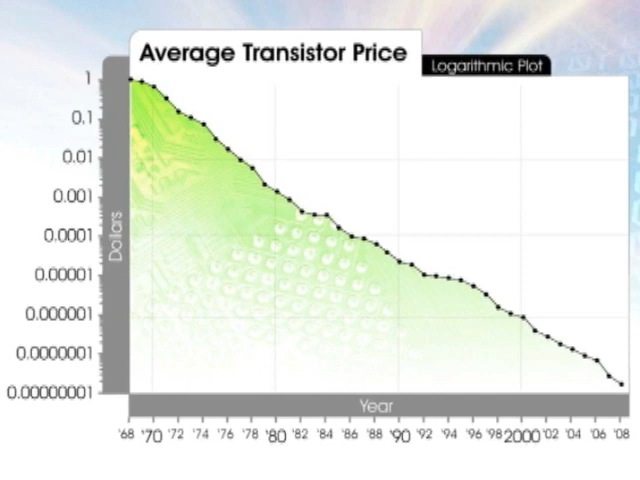 Average Transistor Price
Logarithmic Plot
1
0.1
0.01
0.001
0.0001
0.00001
0.000001
0.0000001
0.00000001
Dollars
Year
'68 '70 '72 '74 '76 '78 '80 '82 '84 '86 '88 '90 '92 '94 '96 '98 2000 '02 '04 '06 '08